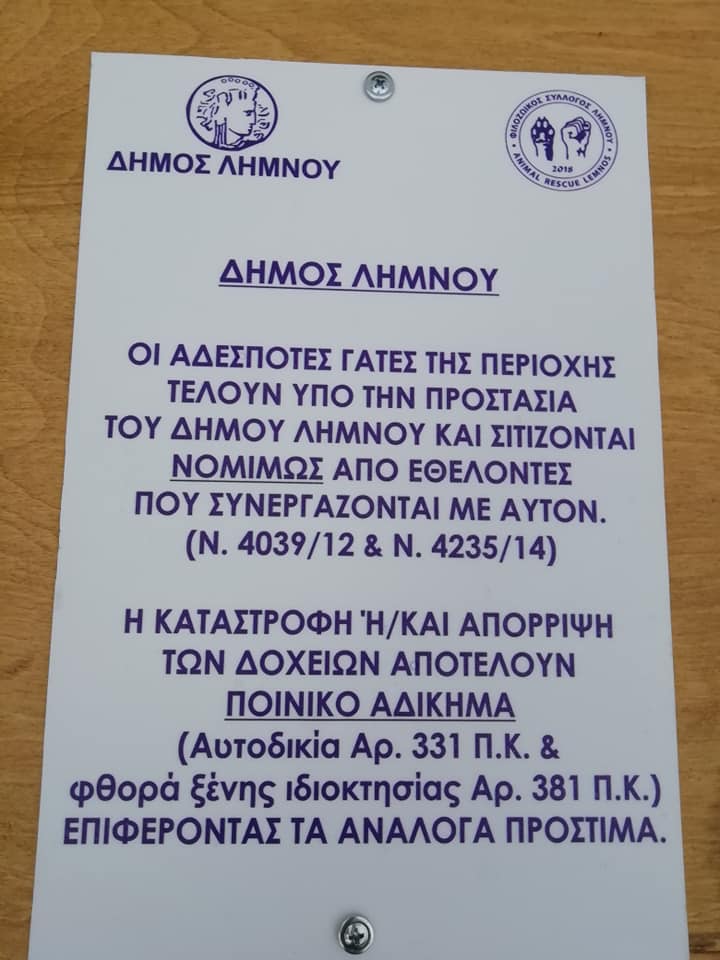 ΔΗΜΟΣ ΛΗΜΝΟΥ
ΦΙΛΟΖΩΙΚΟΣ ΣΥΛΛΟΓΟΣ ΛΗΜΝΟΥ
2018
ANIMAL RESCUE LEMNOS
ΔΗΜΟΣ ΛΗΜΝΟΥ
ΟΙ ΑΔΕΣΠΟΤΕΣ ΓΑΤΕΣ ΤΗΣ ΠΕΡΙΟΧΗΣ
ΤΕΛΟΥΝ ΥΠΟ ΤΗΝ ΠΡΟΣΤΑΣΙΑ
ΤΟΥ ΔΗΜΟΥ ΛΗΜΝΟΥ ΚΑΙ ΣΙΤΙΖΟΝΤΑΙ
ΝΟΜΙΜΩΣ ΑΠΟ ΕΘΕΛΟΝΤΕΣ
ΠΟΥ ΣΥΝΕΡΓΑΖΟΝΤΑΙ ΜΕ ΑΥΤΟΝ.
(Ν. 4039/12 & Ν. 4235/14)
Η ΚΑΤΑΣΤΡΟΦΗ Ή/ΚΑΙ ΑΠΟΡΡΙΨΗ
ΤΩΝ ΔΟΧΕΙΩΝ ΑΠΟΤΕΛΟΥΝ
ΠΟΙΝΙΚΟ ΑΔΙΚΗΜΑ
(Αυτοδικία Αρ. 331 Π.Κ. &
φθορά ξένης ιδιοκτησίας Αρ. 381 Π.Κ.)
ΕΠΙΦΕΡΟΝΤΑΣ ΤΑ ΑΝΑΛΟΓΑ ΠΡΟΣΤΙΜΑ.